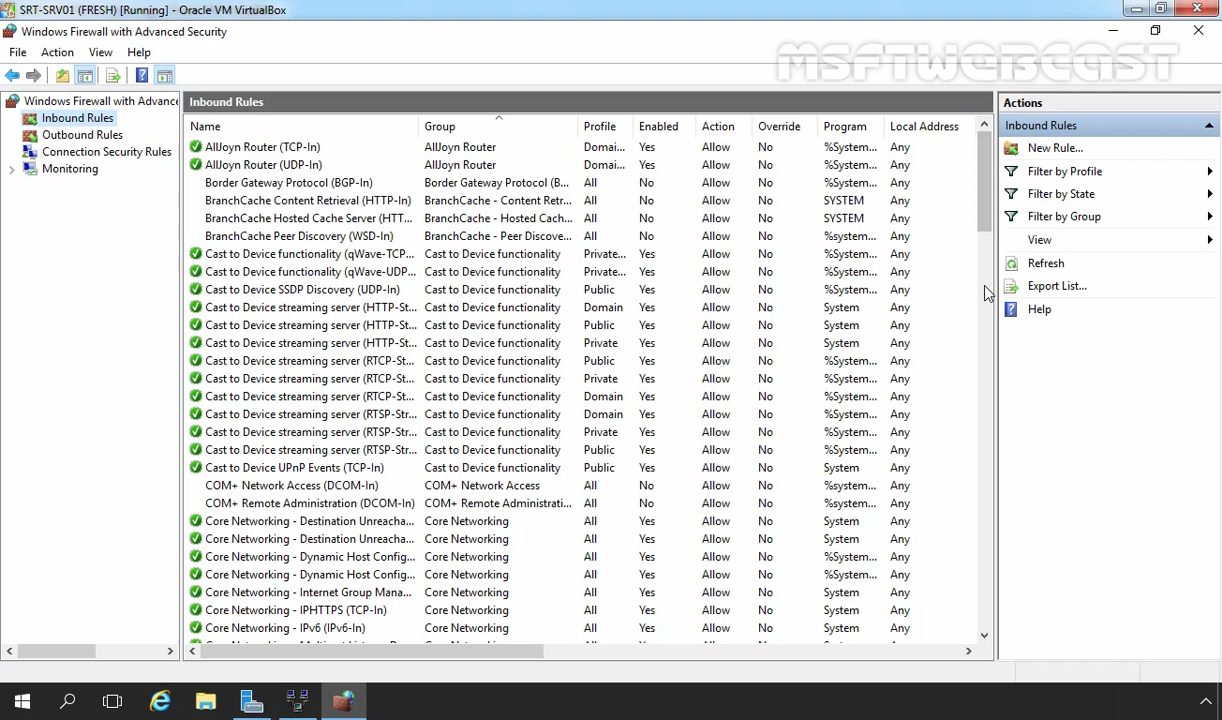 SRT-SRV01 (FRESH) [Running] - Oracle VM VirtualBox
Windows Firewall with Advanced Security
MSFTWEBCAST
File Action View Help
Windows Firewall with Advance
Inbound Rules
Outbound Rules
Connection Security Rules
Monitoring
Inbound Rules
Name Group Profile Enabled Action Override Program Local Address
AllJoyn Router (TCP-In) AllJoyn Router Domai... Yes Allow No %System... Any
AllJoyn Router (UDP-In) AllJoyn Router Domai... Yes Allow No %System... Any
Border Gateway Protocol (BGP-In) Border Gateway Protocol (B... All No Allow No %System... Any
BranchCache Content Retrieval (HTTP-In) BranchCache - Content Retr... All No Allow No SYSTEM Any
BranchCache Hosted Cache Server (HTT... BranchCache - Hosted Cach... All No Allow No SYSTEM Any
BranchCache Peer Discovery (WSD-In) BranchCache - Peer Discove... All No Allow No %system... Any
Cast to Device functionality (qWave-TCP... Cast to Device functionality Private... Yes Allow No %System... Any
Cast to Device functionality (qWave-UDP... Cast to Device functionality Private... Yes Allow No %System... Any
Cast to Device SSDP Discovery (UDP-In) Cast to Device functionality Public Yes Allow No %System... Any
Cast to Device streaming server (HTTP-St... Cast to Device functionality Domain Yes Allow No System Any
Cast to Device streaming server (HTTP-St... Cast to Device functionality Public Yes Allow No System Any
Cast to Device streaming server (HTTP-St... Cast to Device functionality Private Yes Allow No System Any
Cast to Device streaming server (RTCP-St... Cast to Device functionality Public Yes Allow No %System... Any
Cast to Device streaming server (RTCP-St... Cast to Device functionality Private Yes Allow No %System... Any
Cast to Device streaming server (RTCP-St... Cast to Device functionality Domain Yes Allow No %System... Any
Cast to Device streaming server (RTSP-Str... Cast to Device functionality Domain Yes Allow No %System... Any
Cast to Device streaming server (RTSP-Str... Cast to Device functionality Private Yes Allow No %System... Any
Cast to Device streaming server (RTSP-Str... Cast to Device functionality Public Yes Allow No %System... Any
Cast to Device UPnP Events (TCP-In) Cast to Device functionality Public Yes Allow No System Any
COM+ Network Access (DCOM-In) COM+ Network Access All No Allow No %system... Any
COM+ Remote Administration (DCOM-In) COM+ Remote Administrati... All No Allow No %system... Any
Core Networking - Destination Unreacha... Core Networking All Yes Allow No System Any
Core Networking - Destination Unreacha... Core Networking All Yes Allow No System Any
Core Networking - Dynamic Host Config... Core Networking All Yes Allow No %System... Any
Core Networking - Dynamic Host Config... Core Networking All Yes Allow No %System... Any
Core Networking - Internet Group Mana... Core Networking All Yes Allow No System Any
Core Networking - IPHTTPS (TCP-In) Core Networking All Yes Allow No System Any
Core Networking - IPv6 (IPv6-In) Core Networking All Yes Allow No System Any
Actions
Inbound Rules
New Rule...
Filter by Profile
Filter by State
Filter by Group
View
Refresh
Export List...
Help